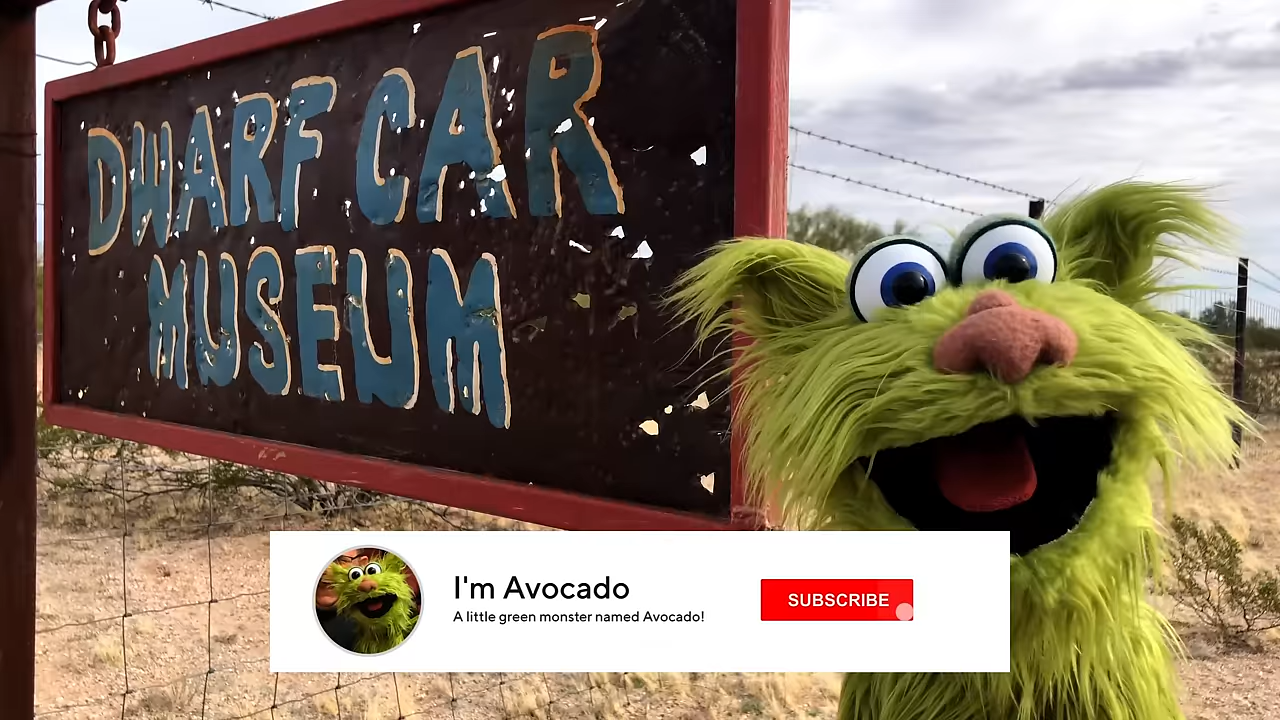 DWARF CAR
MUSEUM
I'm Avocado
A little green monster named Avocado!
SUBSCRIBE